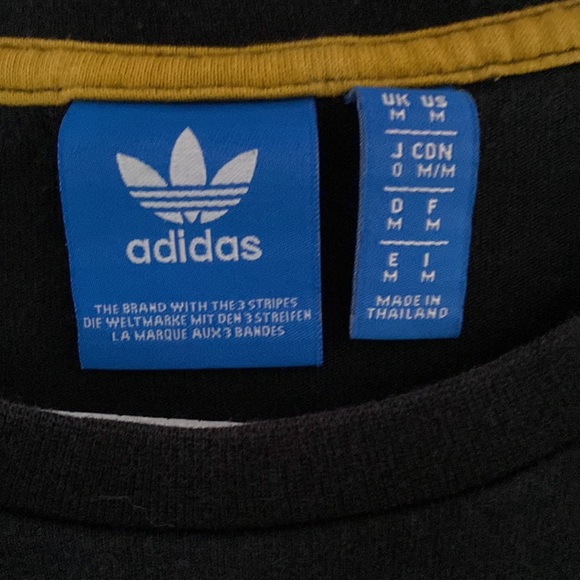 adidas
THE BRAND WITH THE 3 STRIPES
DIE WELTMARKE MIT DEN 3 STREIFEN
LA MARQUE AUX 3 BANDES
UK US
M M
J CDN
O M/M
D F
M M
E I
M M
MADE IN
THAILAND